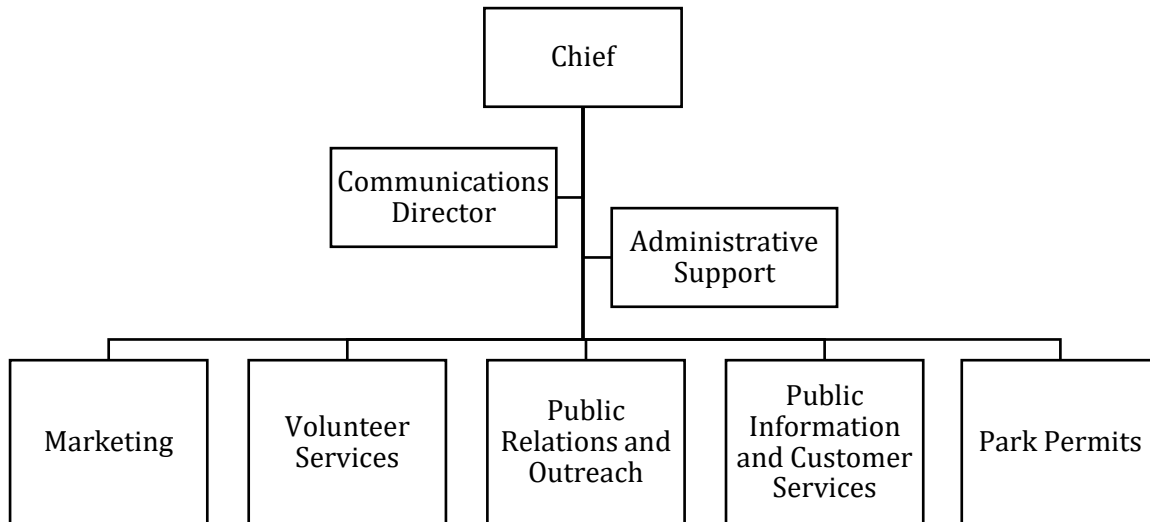 Chief
Communications
Director
Administrative
Support
Marketing
Volunteer
Services
Public
Relations and
Outreach
Public
Information
and Customer
Services
Park Permits